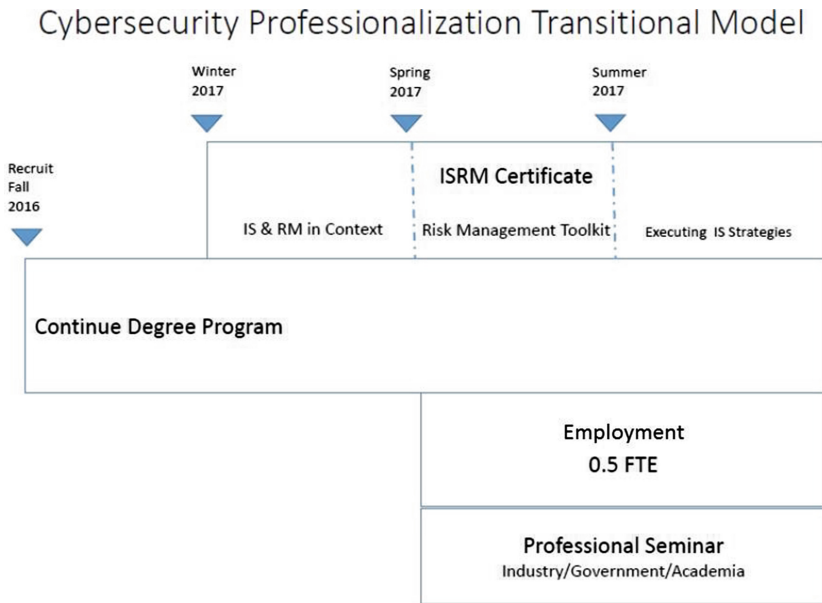 Cybersecurity Professionalization Transitional Model
Winter
2017
Spring
2017
Summer
2017
Recruit
Fall
2016
ISRM Certificate
IS & RM in Context
Risk Management Toolkit
Executing IS Strategies
Continue Degree Program
Employment
0.5 FTE
Professional Seminar
Industry/Government/Academia